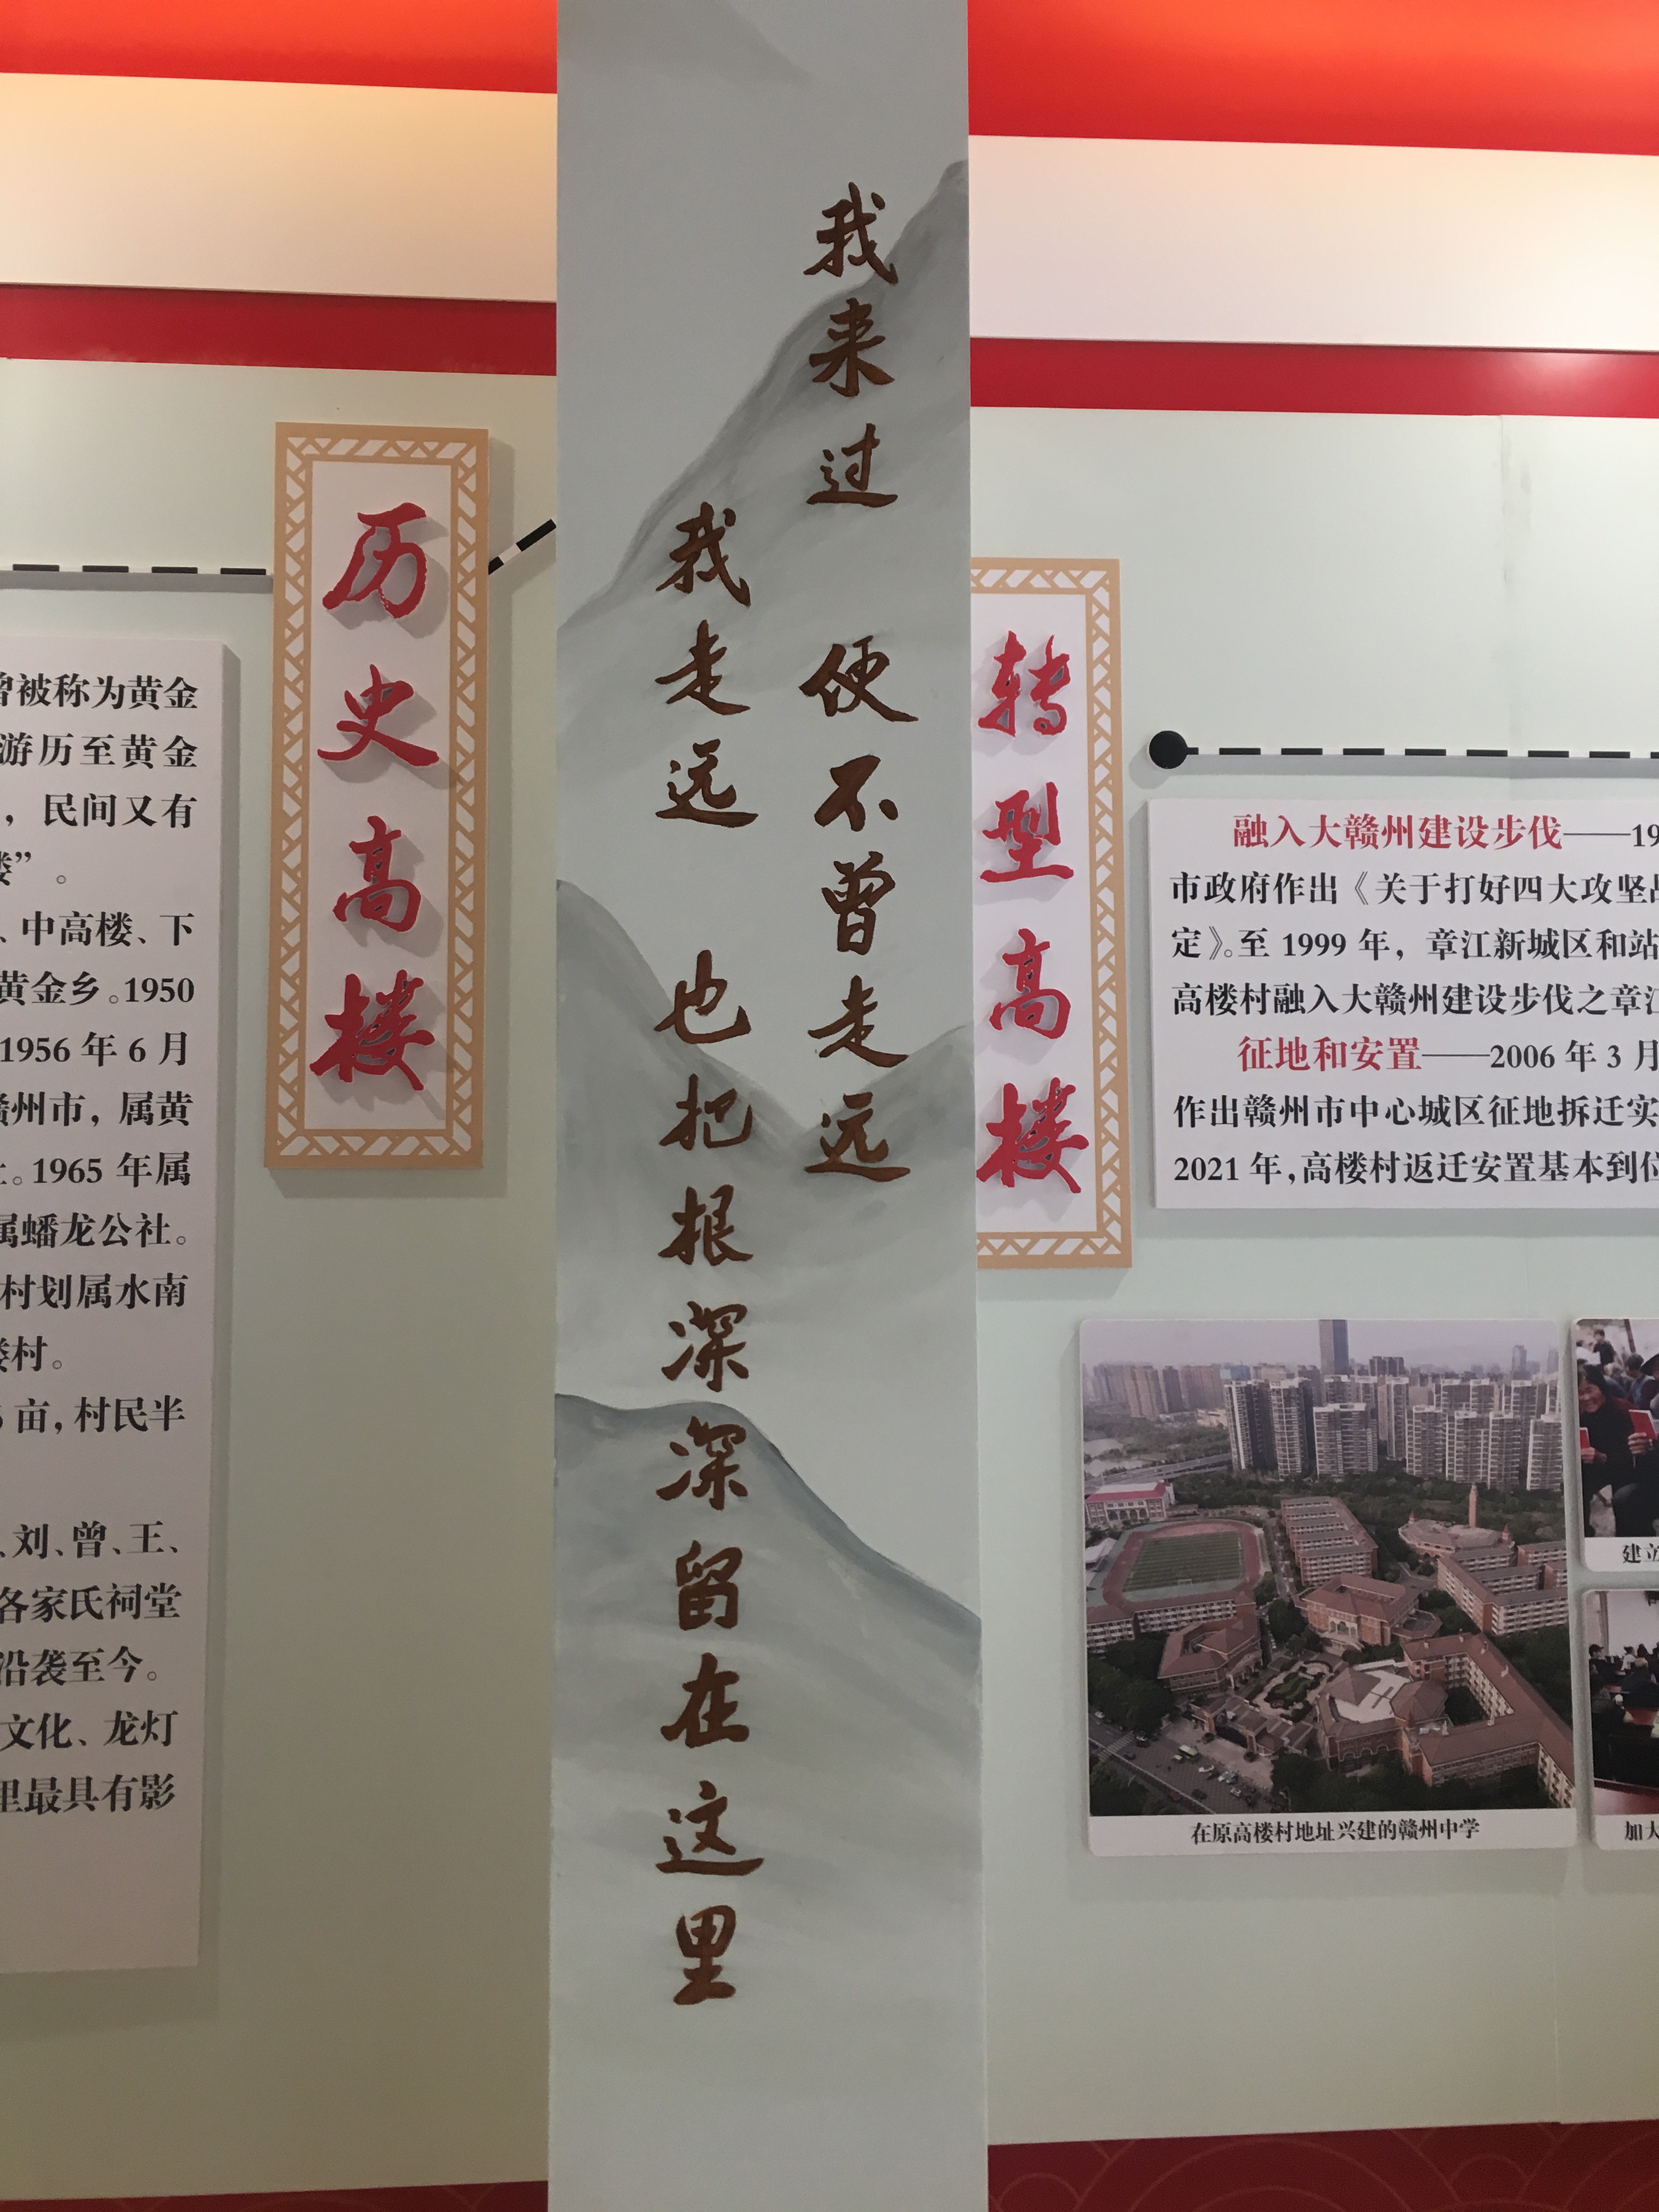 曾被称为黄金
游历至黄金
，民间又有
楼”。
、中高楼、下
黄金乡。1950
1956 年 6 月
赣州市，属黄
。1965 年属
属蟠龙公社。
村划属水南
楼村。
亩，村民半
、刘、曾、王、
各家氏祠堂
沿袭至今。
文化、龙灯
里最具有影
历史高楼
我来过 便不曾走远
我走远 也把根深深留在这里
转型高楼
融入大赣州建设步伐——19
市政府作出《关于打好四大攻坚战
定》。至 1999 年，章江新城区和站
高楼村融入大赣州建设步伐之章江
征地和安置——2006 年 3 月
作出赣州市中心城区征地拆迁实
2021 年，高楼村返迁安置基本到位
在原高楼村地址兴建的赣州中学
建立
加大